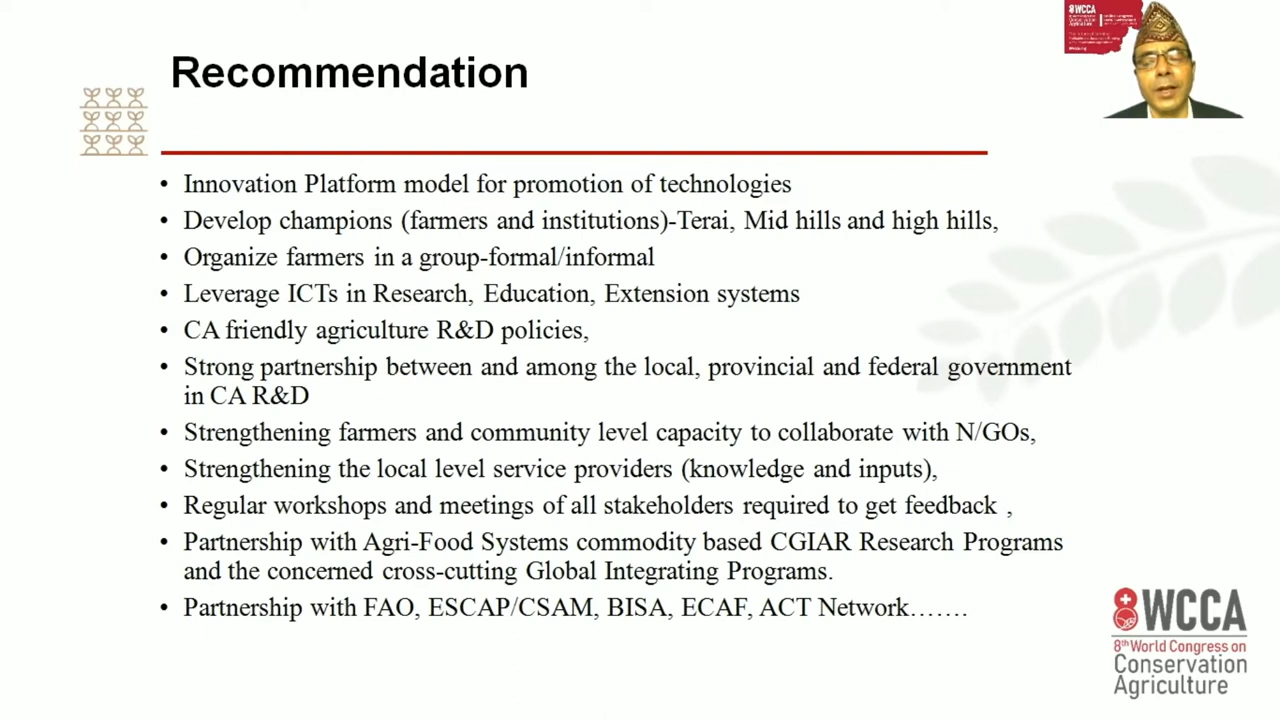 8WCCA
Recommendation
• Innovation Platform model for promotion of technologies
• Develop champions (farmers and institutions)-Terai, Mid hills and high hills,
• Organize farmers in a group-formal/informal
• Leverage ICTs in Research, Education, Extension systems
• CA friendly agriculture R&D policies,
• Strong partnership between and among the local, provincial and federal government
in CA R&D
• Strengthening farmers and community level capacity to collaborate with N/GOs,
• Strengthening the local level service providers (knowledge and inputs),
• Regular workshops and meetings of all stakeholders required to get feedback ,
• Partnership with Agri-Food Systems commodity based CGIAR Research Programs
and the concerned cross-cutting Global Integrating Programs.
• Partnership with FAO, ESCAP/CSAM, BISA, ECAF, ACT Network…….
8WCCA
8th World Congress on
Conservation
Agriculture